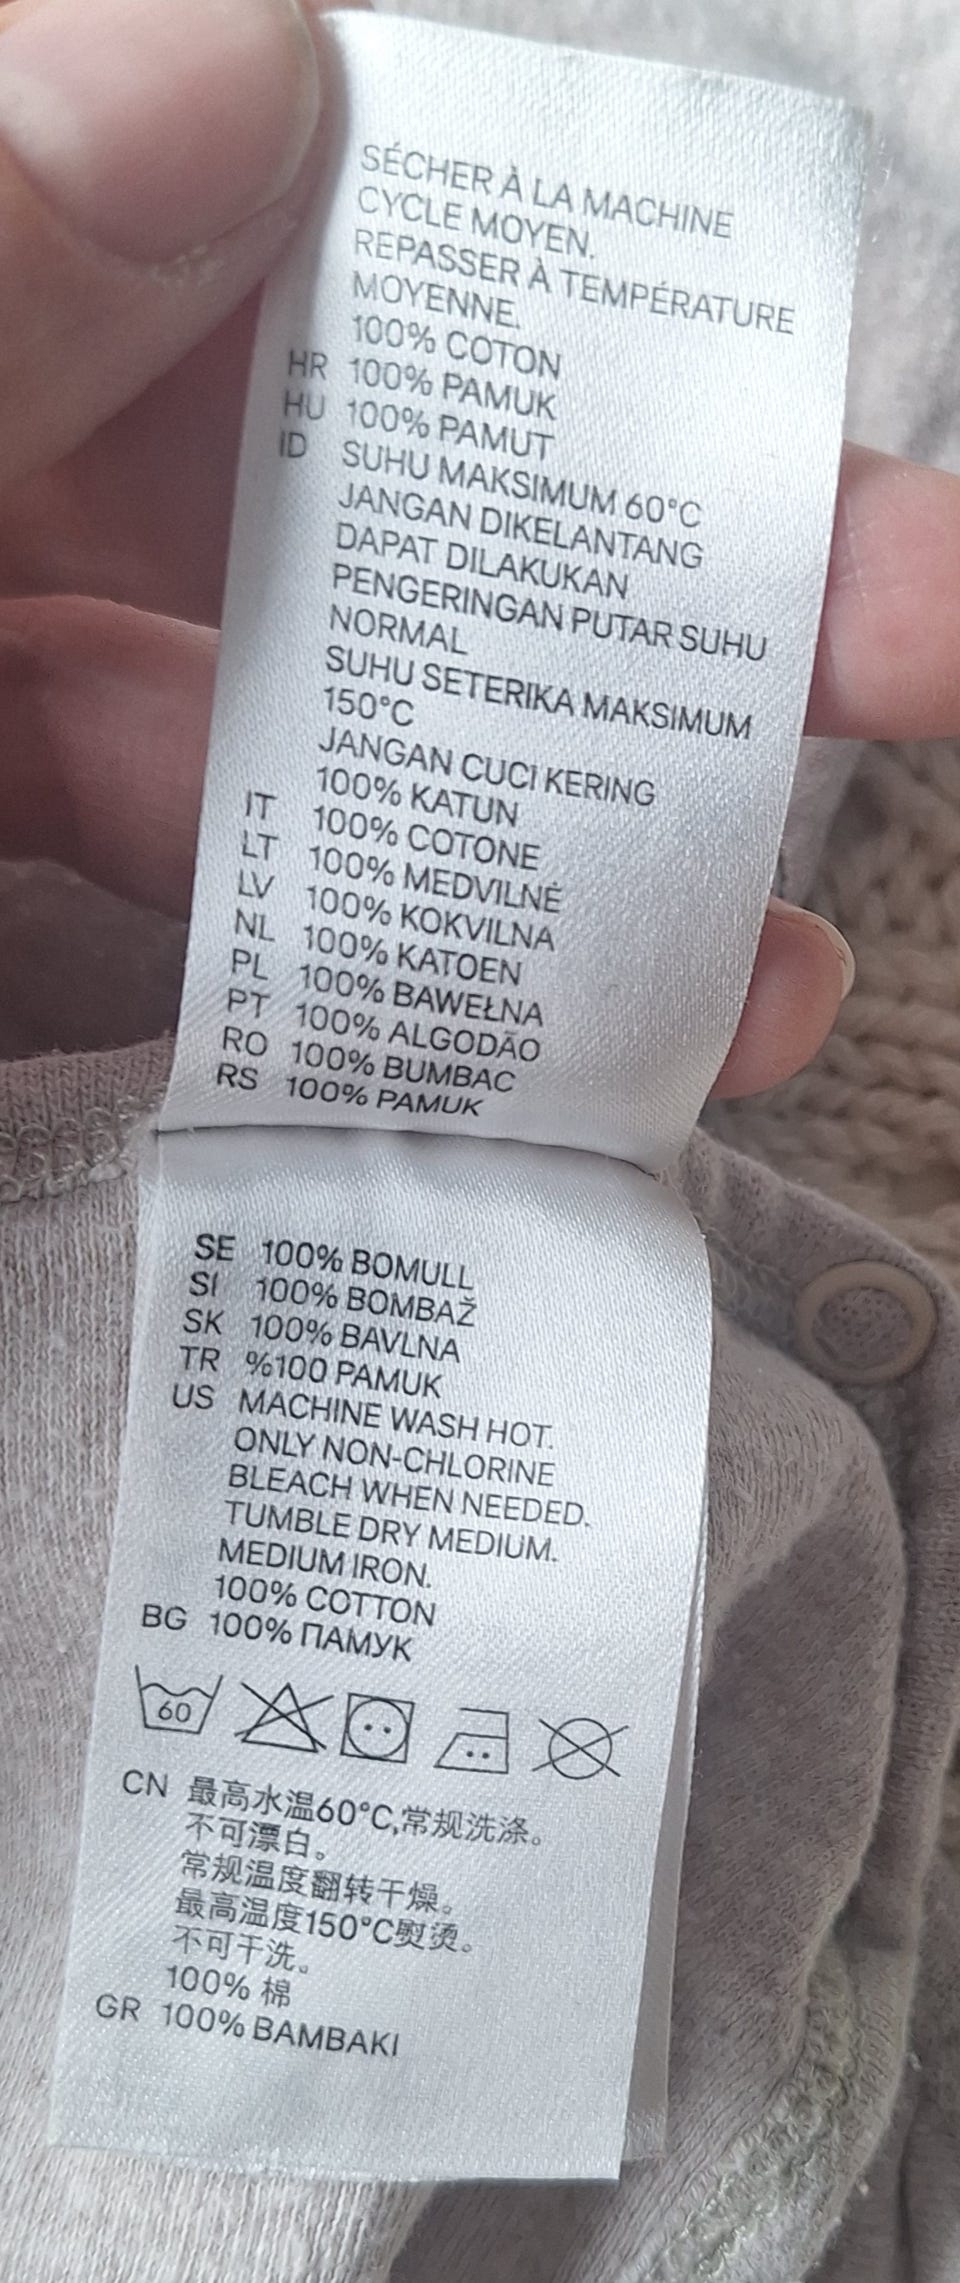 SÉCHER À LA MACHINE
CYCLE MOYEN.
REPASSER À TEMPÉRATURE
MOYENNE.
100% COTON
HR 100% PAMUK
HU 100% PAMUT
ID SUHU MAKSIMUM 60°C
JANGAN DIKELANTANG
DAPAT DILAKUKAN
PENGERINGAN PUTAR SUHU
NORMAL
SUHU SETERIKA MAKSIMUM
150°C
JANGAN CUCI KERING
100% KATUN
IT 100% COTONE
LT 100% MEDVILNĖ
LV 100% KOKVILNA
NL 100% KATOEN
PL 100% BAWEŁNA
PT 100% ALGODÃO
RO 100% BUMBAC
RS 100% PAMUK
SE 100% BOMULL
SI 100% BOMBAŽ
SK 100% BAVLNA
TR %100 PAMUK
US MACHINE WASH HOT.
ONLY NON-CHLORINE
BLEACH WHEN NEEDED.
TUMBLE DRY MEDIUM.
MEDIUM IRON.
100% COTTON
BG 100% ПАМУК
60
CN 最高水温60°C,常规洗涤。
不可漂白。
常规温度翻转干燥。
最高温度150°C熨烫。
不可干洗。
100% 棉
GR 100% BAMBAKI